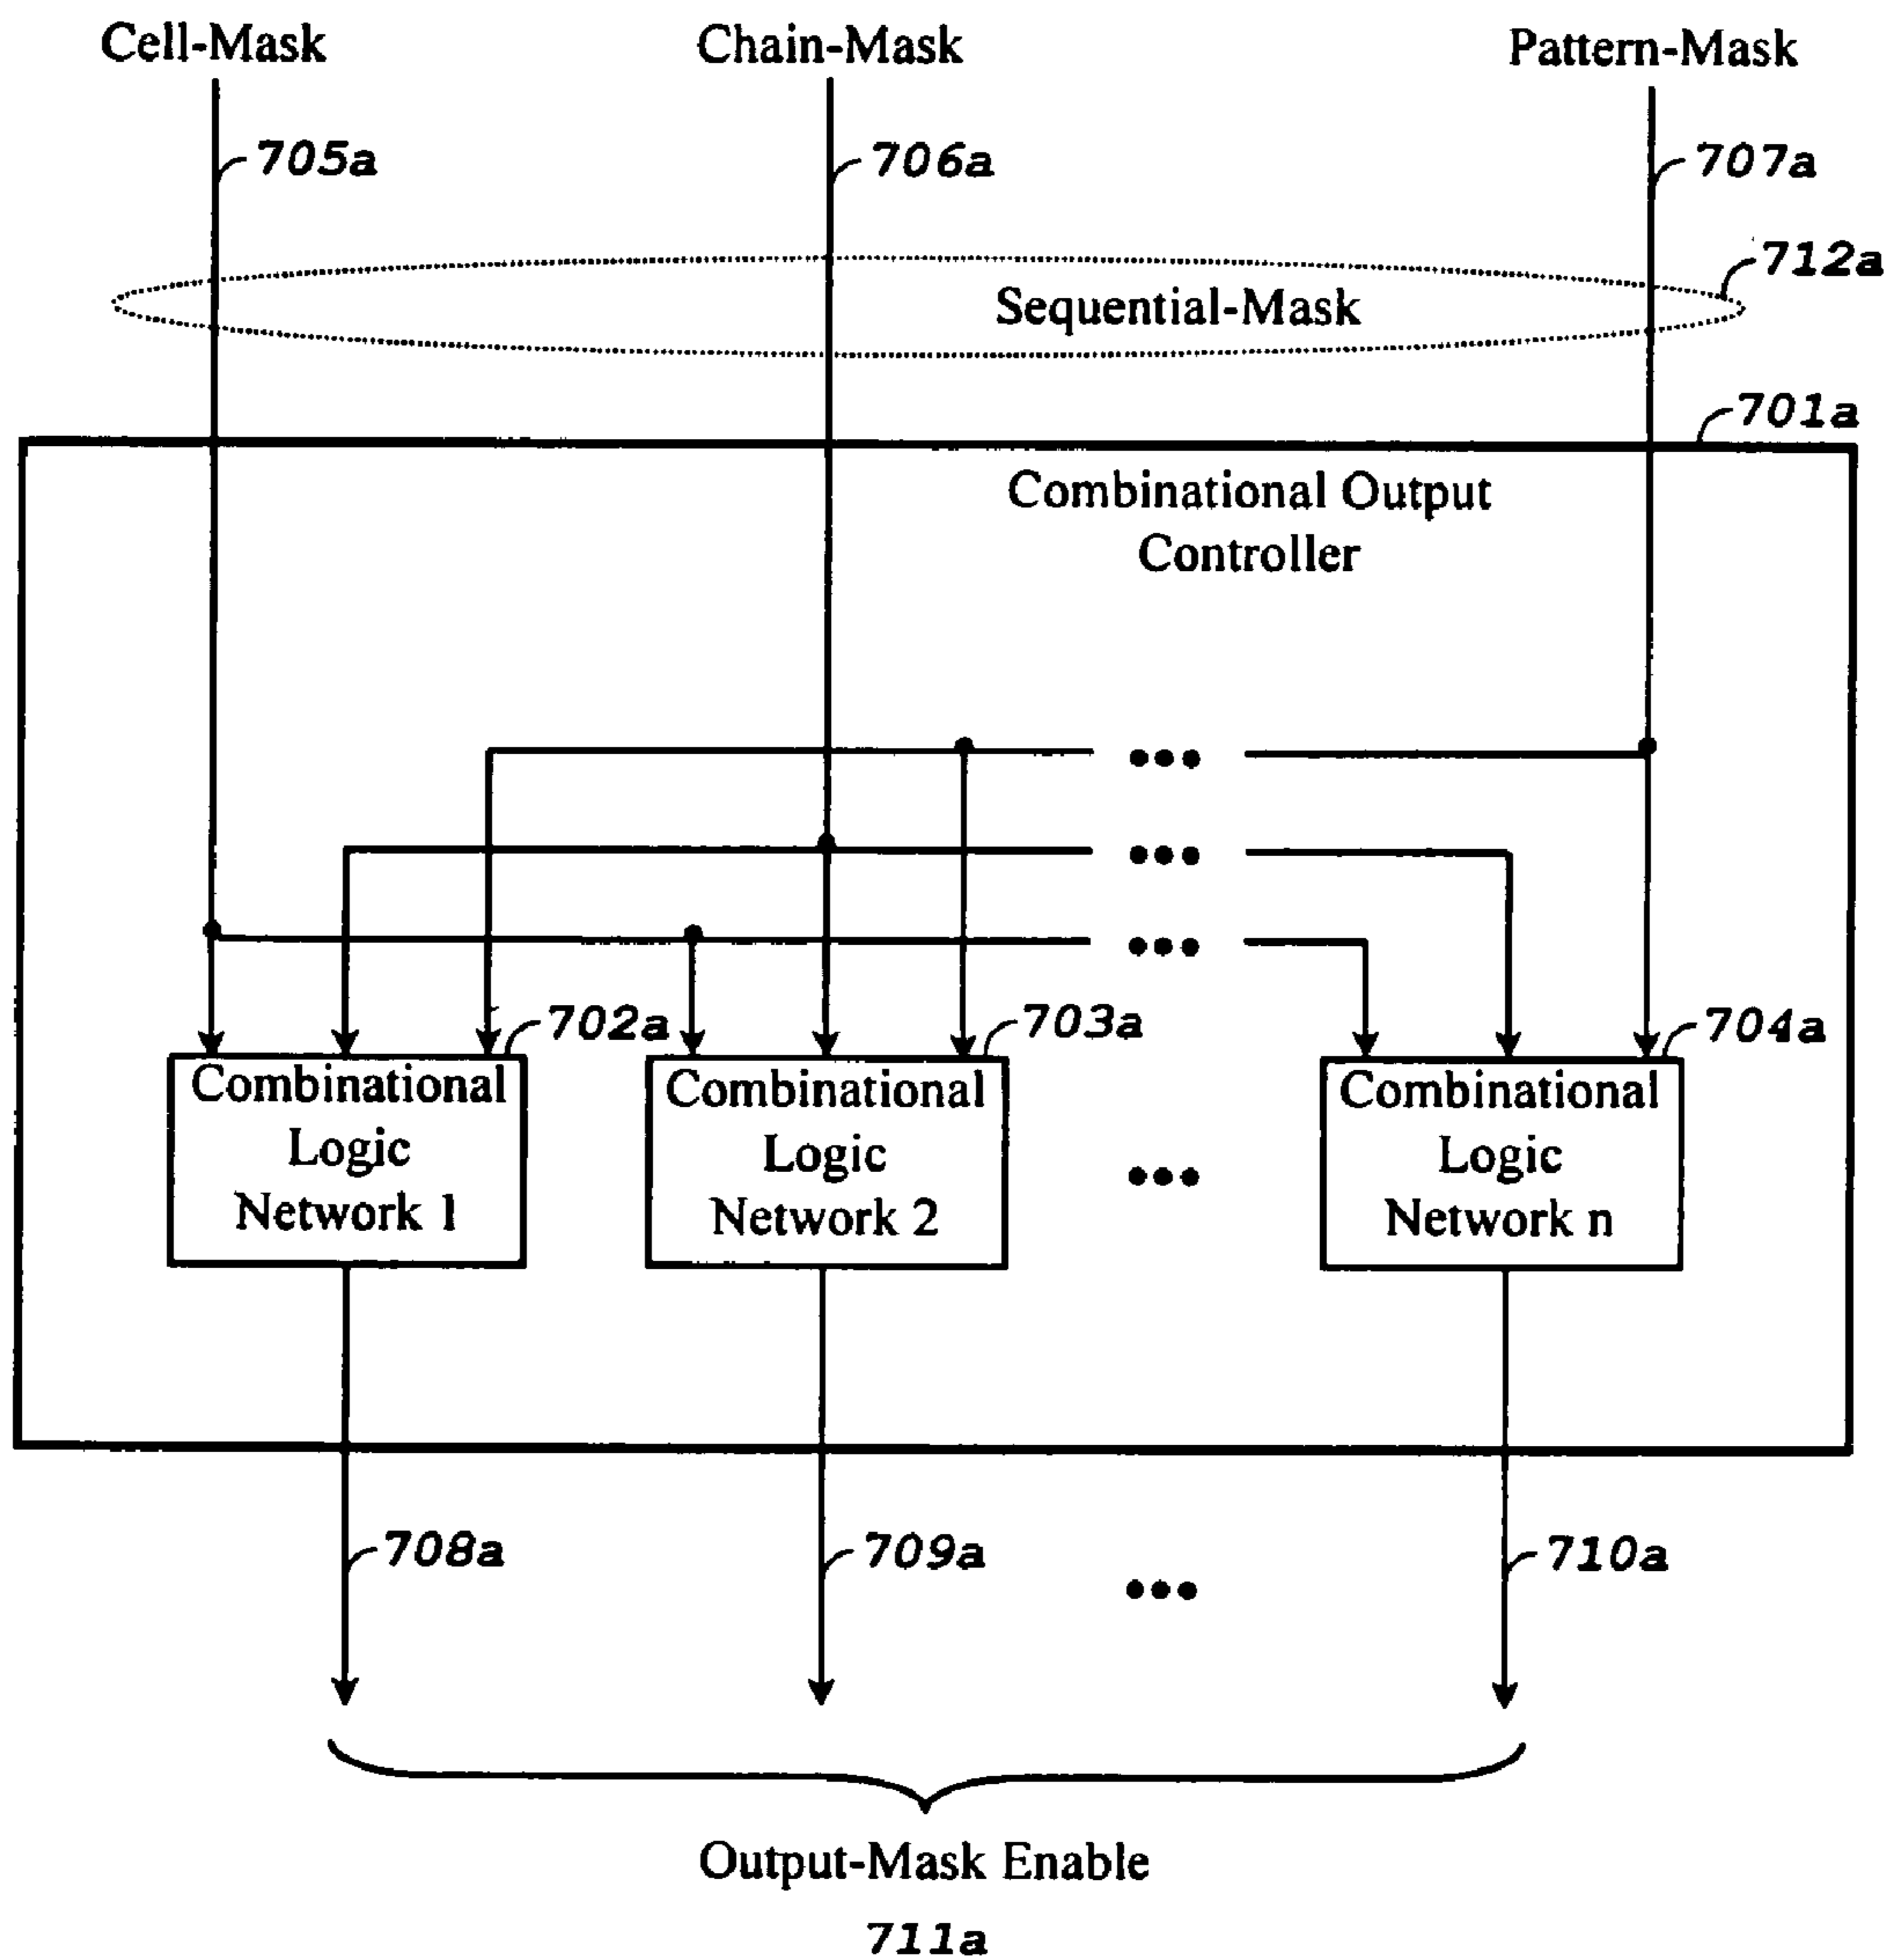 Cell-Mask
Chain-Mask
Pattern-Mask
705a
706a
707a
712a
Sequential-Mask
701a
Combinational Output
Controller
702a
703a
704a
Combinational
Logic
Network 1
Combinational
Logic
Network 2
Combinational
Logic
Network n
708a
709a
710a
Output-Mask Enable
711a